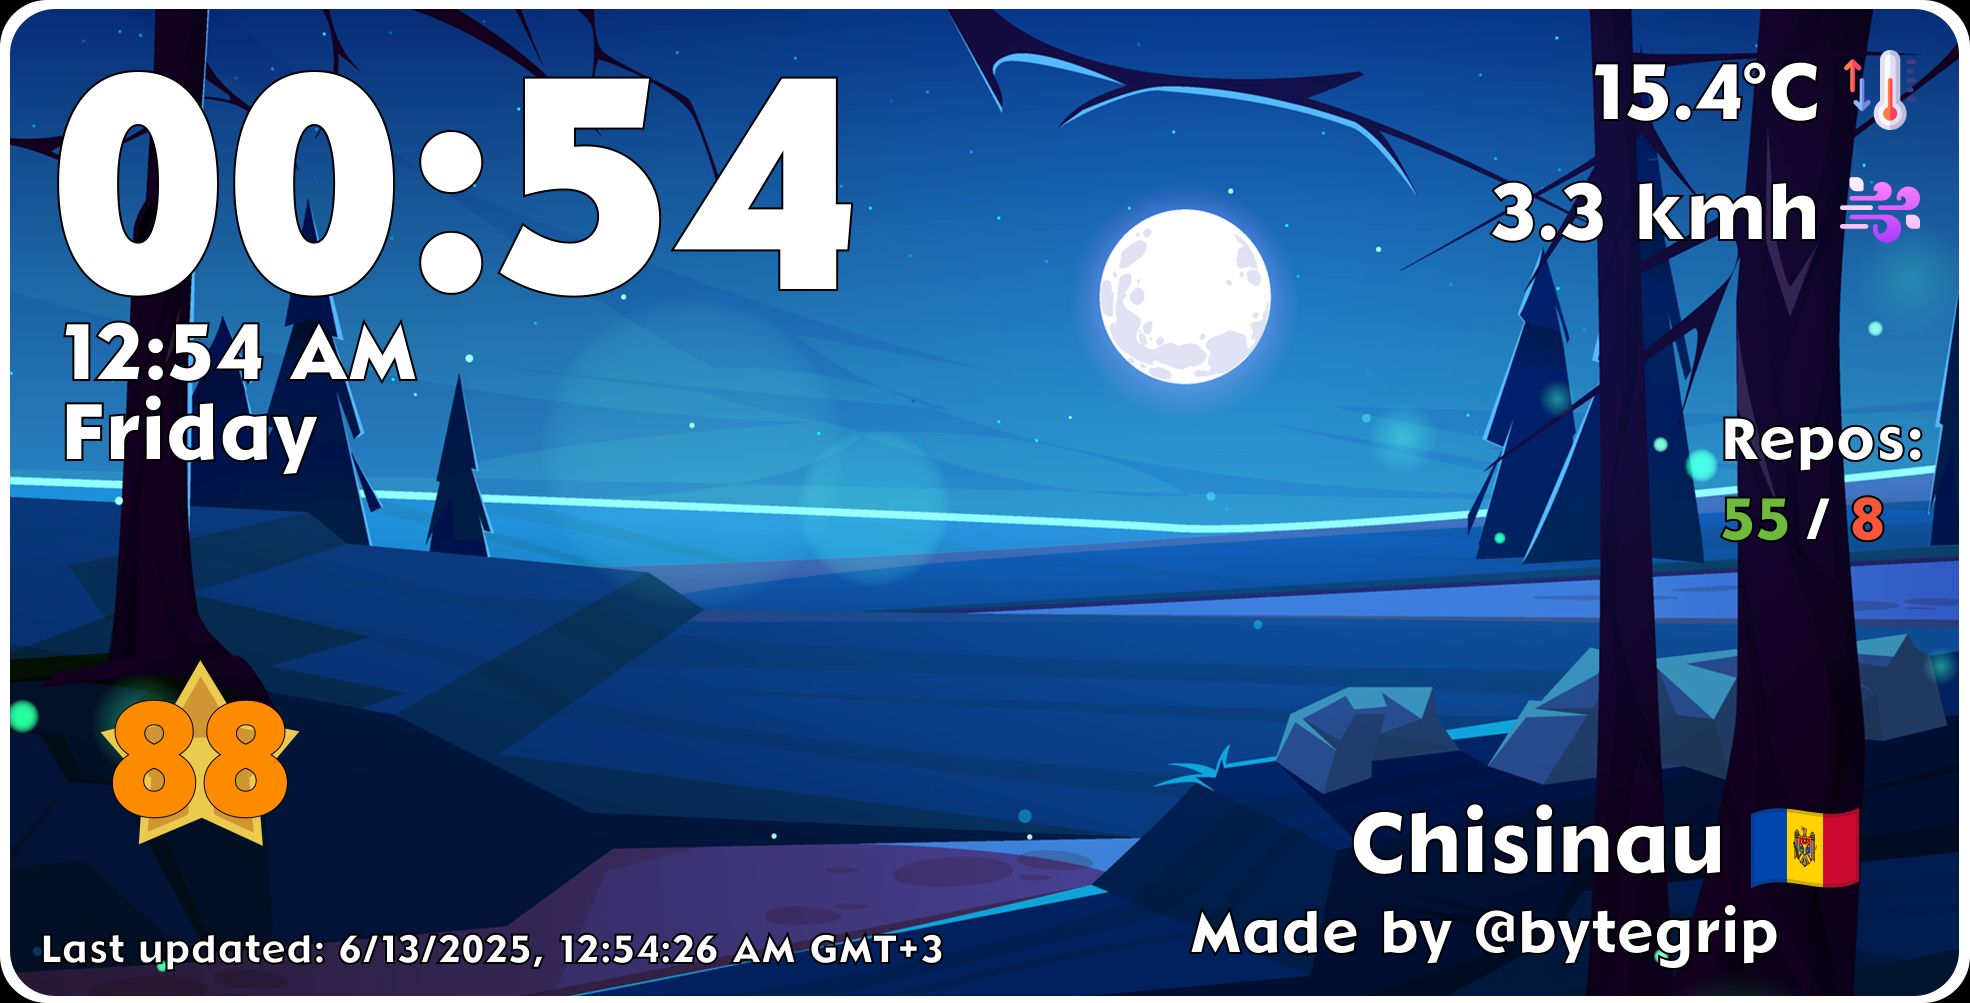 00:54
12:54 AM
Friday
15.4°C
3.3 kmh
Repos:
55 / 8
88
Chisinau
Made by @bytegrip
Last updated: 6/13/2025, 12:54:26 AM GMT+3